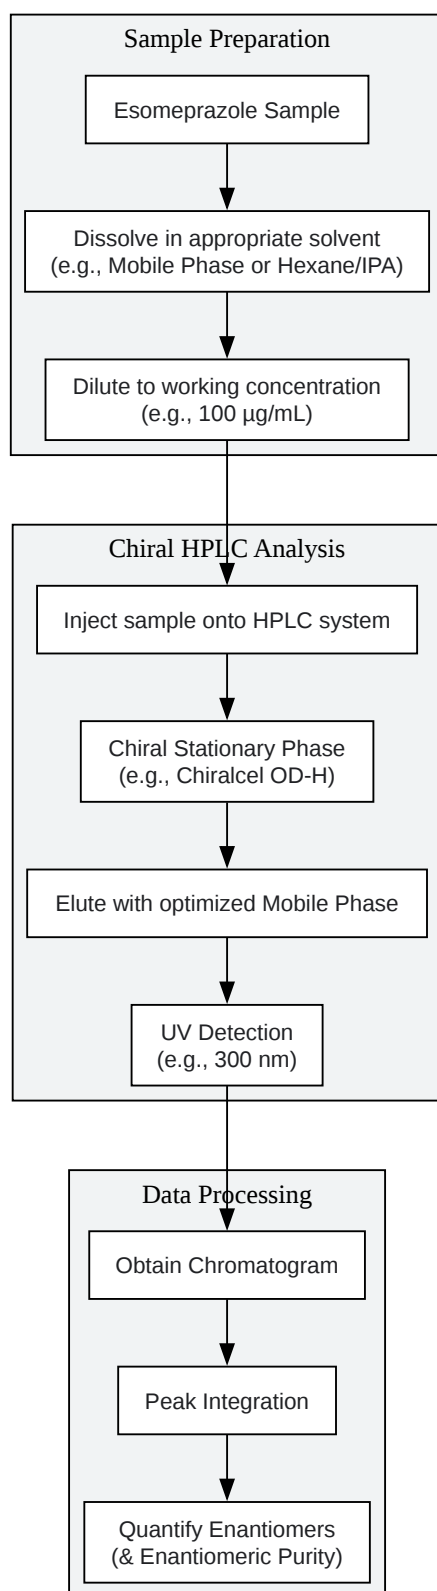 Sample Preparation
Esomeprazole Sample
Dissolve in appropriate solvent
(e.g., Mobile Phase or Hexane/IPA)
Dilute to working concentration
(e.g., 100 µg/mL)
Chiral HPLC Analysis
Inject sample onto HPLC system
Chiral Stationary Phase
(e.g., Chiralcel OD-H)
Elute with optimized Mobile Phase
UV Detection
(e.g., 300 nm)
Data Processing
Obtain Chromatogram
Peak Integration
Quantify Enantiomers
(& Enantiomeric Purity)